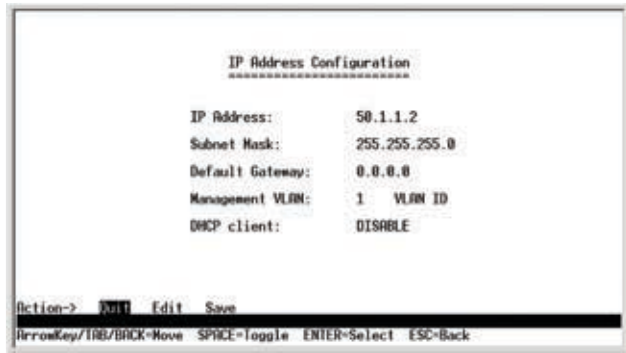 IP Address Configuration
========================
IP Address: 50.1.1.2
Subnet Mask: 255.255.255.0
Default Gateway: 0.0.0.0
Management VLAN: 1 VLAN ID
DHCP client: DISABLE
Action-> Quit Edit Save
ArrowKey/TAB/BACK=Move SPACE=Toggle ENTER=Select ESC=Back